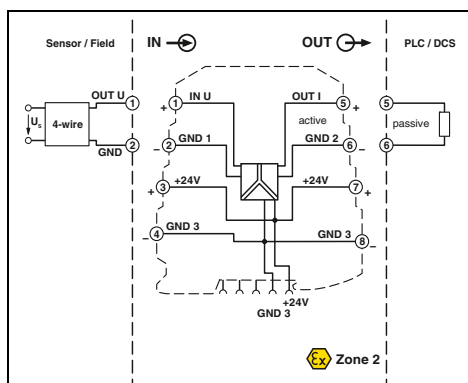 Sensor / Field
IN
OUT
PLC / DCS
OUT U
1
1
IN U
OUT I
5
5
+
+
Us
4-wire
active
passive
GND
2
2
GND 1
GND 2
6
6
–
–
3
+24V
+24V
7
+
+
4
GND 3
GND 3
8
–
–
+24V
GND 3
Ex
Zone 2